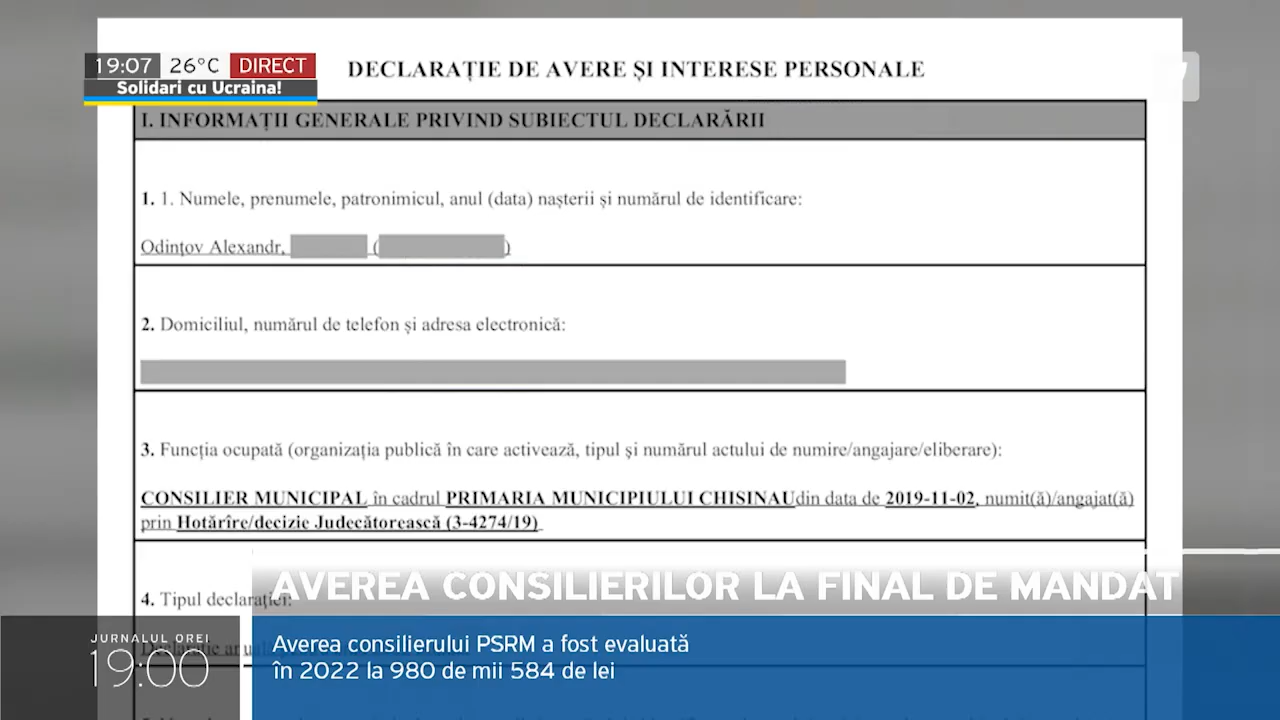 19:07 26°C DIRECT
Solidari cu Ucraina!
DECLARAȚIE DE AVERE ȘI INTERESE PERSONALE
I. INFORMAȚII GENERALE PRIVIND SUBIECTUL DECLARĂRII
1. 1. Numele, prenumele, patronimicul, anul (data) nașterii și numărul de identificare:
Odințov Alexandr, ( )
2. Domiciliul, numărul de telefon și adresa electronică:
3. Funcția ocupată (organizația publică în care activează, tipul și numărul actului de numire/angajare/eliberare):
CONSILIER MUNICIPAL în cadrul PRIMARIA MUNICIPIULUI CHISINAUdin data de 2019-11-02, numit(ă)/angajat(ă)
prin Hotărîre/decizie Judecătorească (3-4274/19)
AVEREA CONSILIERILOR LA FINAL DE MANDAT
4. Tipul declarației:
JURNALUL OREI
19:00
Averea consilierului PSRM a fost evaluată
în 2022 la 980 de mii 584 de lei